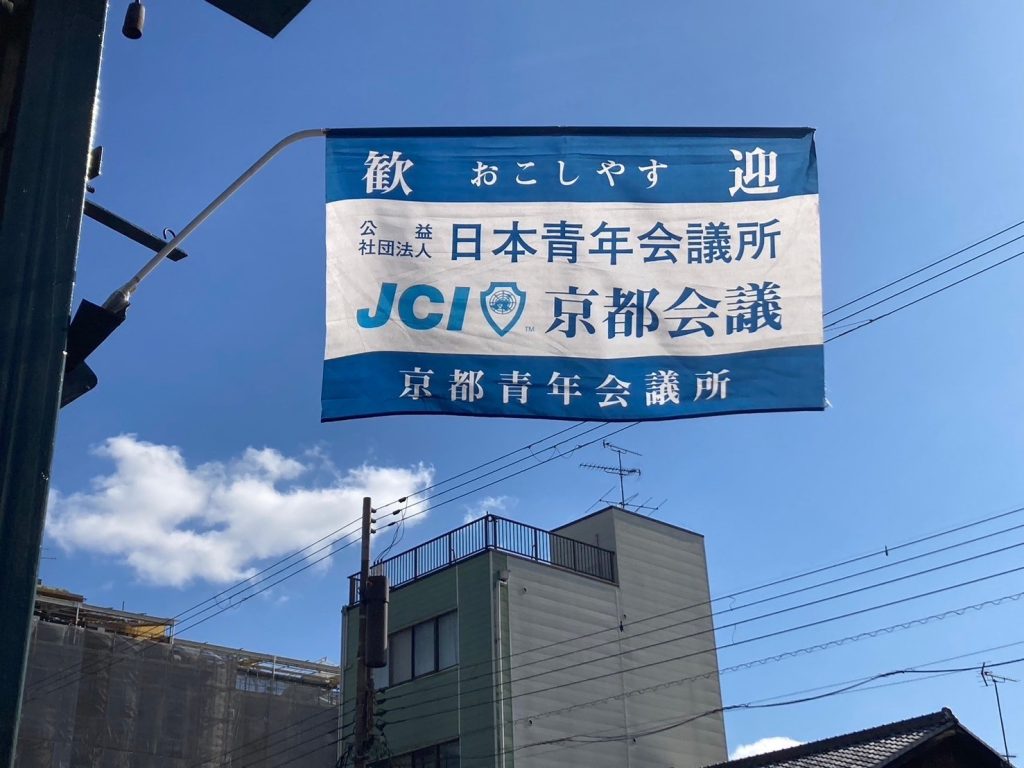 歓 おこしやす 迎
公益社団法人 日本青年会議所
JCI ™ 京都会議
京都青年会議所